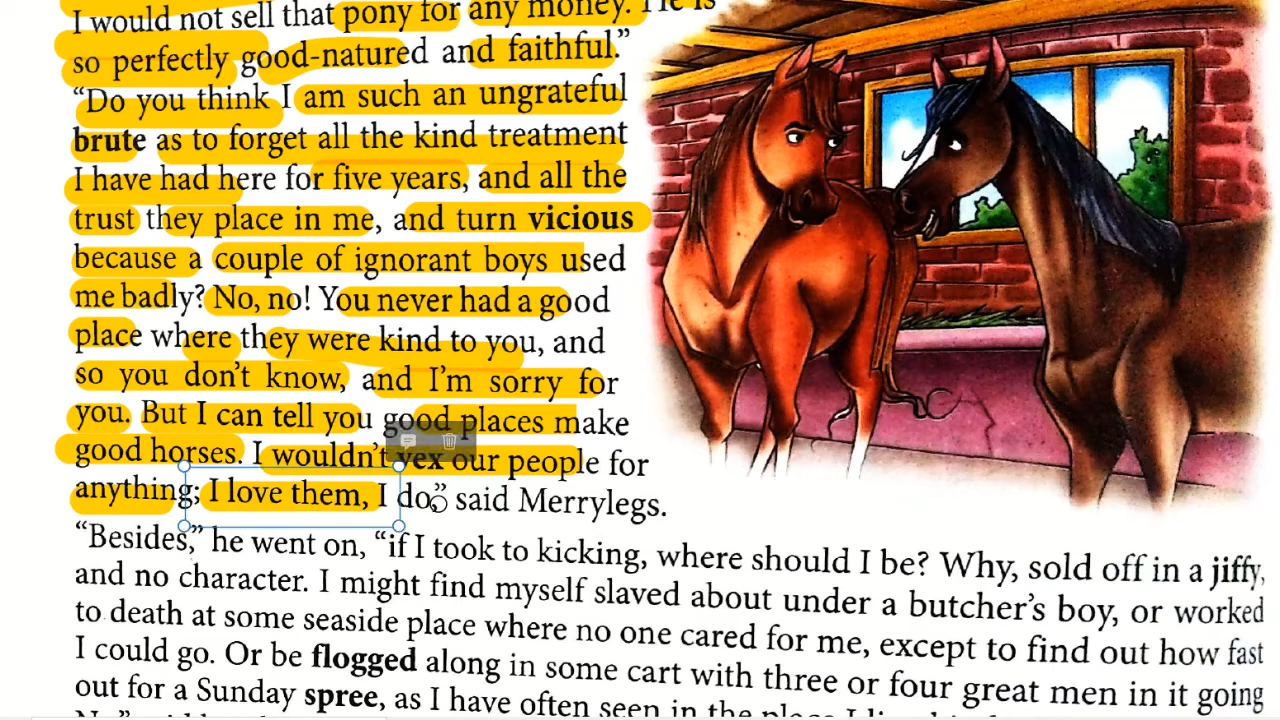 I would not sell that pony for any money. He is
so perfectly good-natured and faithful.”
“Do you think I am such an ungrateful
brute as to forget all the kind treatment
I have had here for five years, and all the
trust they place in me, and turn vicious
because a couple of ignorant boys used
me badly? No, no! You never had a good
place where they were kind to you, and
so you don’t know, and I’m sorry for
you. But I can tell you good places make
good horses. I wouldn’t vex our people for
anything; I love them, I do,” said Merrylegs.
“Besides,” he went on, “if I took to kicking, where should I be? Why, sold off in a jiffy,
and no character. I might find myself slaved about under a butcher’s boy, or worked
to death at some seaside place where no one cared for me, except to find out how fast
I could go. Or be flogged along in some cart with three or four great men in it going
out for a Sunday spree, as I have often seen in the place I